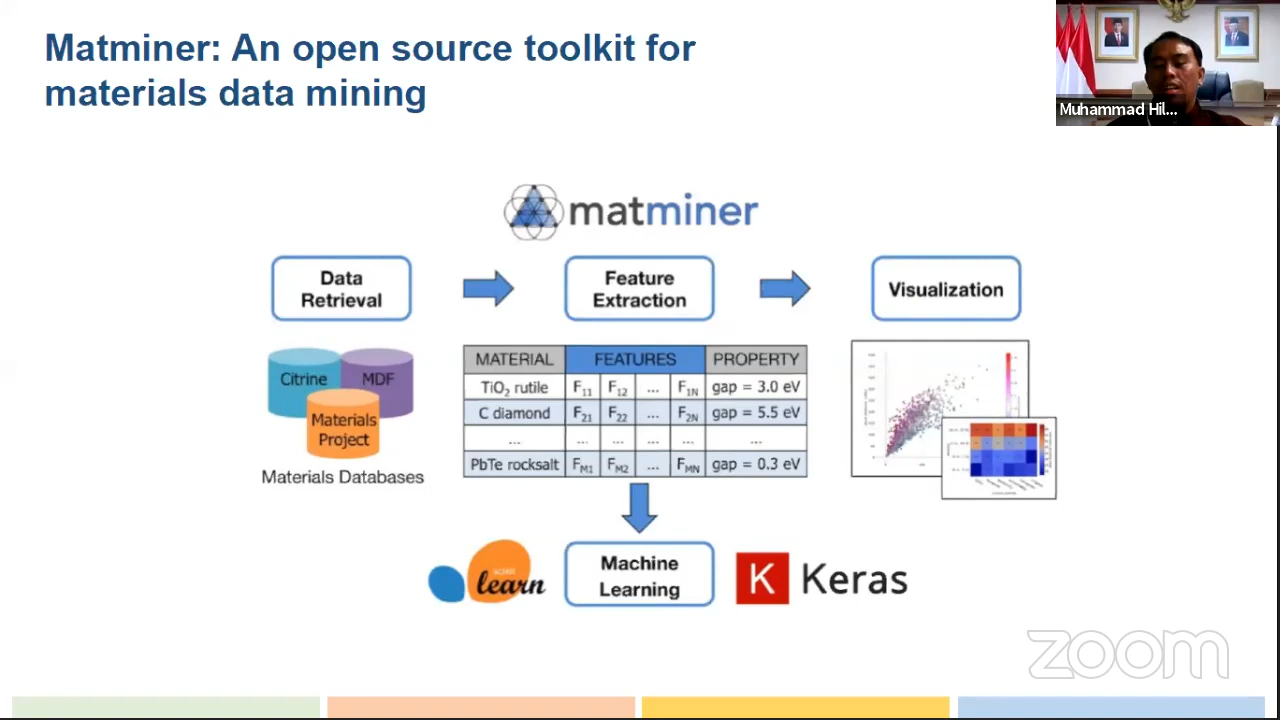 Matminer: An open source toolkit for
materials data mining
Muhammad Hil...
matminer
Data
Retrieval
Feature
Extraction
Visualization
Citrine
MDF
Materials
Project
Materials Databases
MATERIAL FEATURES PROPERTY
TiO₂ rutile F₁₁ F₁₂ ... F₁N gap = 3.0 eV
C diamond F₂₁ F₂₂ ... F₂N gap = 5.5 eV
... ... ... ... ... ...
PbTe rocksalt FM1 FM2 ... FMN gap = 0.3 eV
learn
Machine
Learning
K Keras
zoom